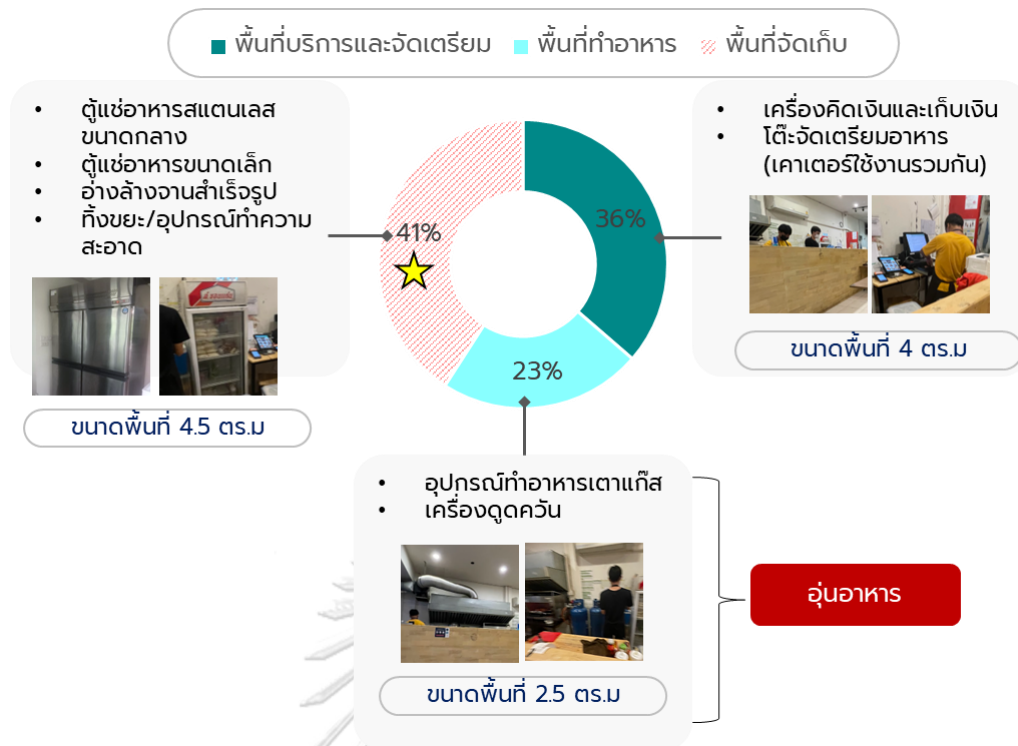 พื้นที่บริการและจัดเตรียม พื้นที่ทำอาหาร พื้นที่จัดเก็บ
• ตู้แช่อาหารสแตนเลส
ขนาดกลาง
• ตู้แช่อาหารขนาดเล็ก
• อ่างล้างจานสำเร็จรูป
• ทิ้งขยะ/อุปกรณ์ทำความ
สะอาด
ขนาดพื้นที่ 4.5 ตร.ม
41%
36%
23%
• เครื่องคิดเงินและเก็บเงิน
• โต๊ะจัดเตรียมอาหาร
(เคาเตอร์ใช้งานรวมกัน)
ขนาดพื้นที่ 4 ตร.ม
• อุปกรณ์ทำอาหารเตาแก๊ส
• เครื่องดูดควัน
ขนาดพื้นที่ 2.5 ตร.ม
อุ่นอาหาร